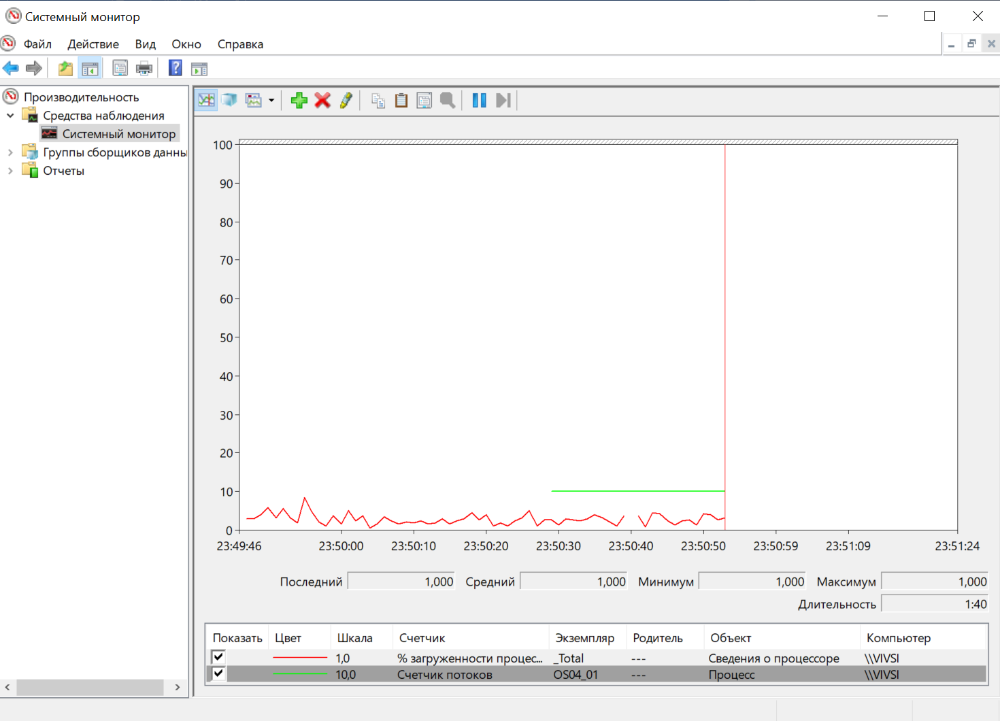 Системный монитор
Файл Действие Вид Окно Справка
Производительность
Средства наблюдения
Системный монитор
Группы сборщиков данны
Отчеты
100
90
80
70
60
50
40
30
20
10
0
23:49:46 23:50:00 23:50:10 23:50:20 23:50:30 23:50:40 23:50:50 23:50:59 23:51:09 23:51:24
Последний 1,000 Средний 1,000 Минимум 1,000 Максимум 1,000
Длительность 1:40
Показать Цвет Шкала Счетчик Экземпляр Родитель Объект Компьютер
1,0 % загруженности процес... _Total --- Сведения о процессоре \\VIVSI
10,0 Счетчик потоков OS04_01 --- Процесс \\VIVSI